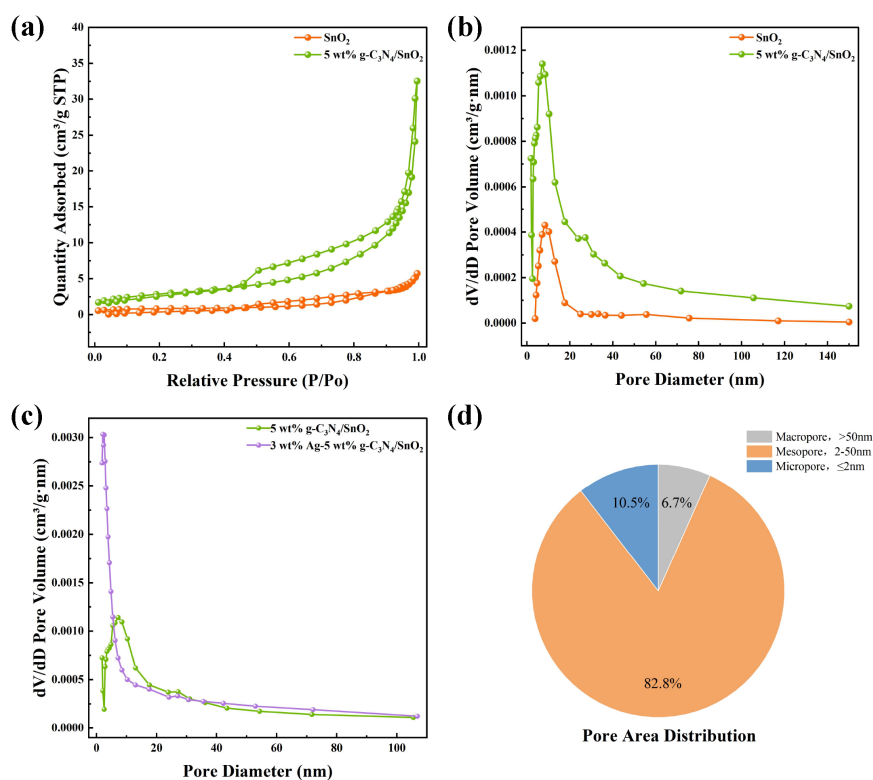 (a)
SnO₂
5 wt% g-C₃N₄/SnO₂
Quantity Adsorbed (cm³/g STP)
40
35
30
25
20
15
10
5
0
0.0
0.2
0.4
0.6
0.8
1.0
Relative Pressure (P/Po)
(b)
SnO₂
5 wt% g-C₃N₄/SnO₂
dV/dD Pore Volume (cm³/g·nm)
0.0012
0.0010
0.0008
0.0006
0.0004
0.0002
0.0000
0
20
40
60
80
100
120
140
Pore Diameter (nm)
(c)
5 wt% g-C₃N₄/SnO₂
3 wt% Ag-5 wt% g-C₃N₄/SnO₂
dV/dD Pore Volume (cm³/g·nm)
0.0030
0.0025
0.0020
0.0015
0.0010
0.0005
0.0000
0
20
40
60
80
100
Pore Diameter (nm)
(d)
Macropore，>50nm
Mesopore，2-50nm
Micropore，≤2nm
10.5%
6.7%
82.8%
Pore Area Distribution